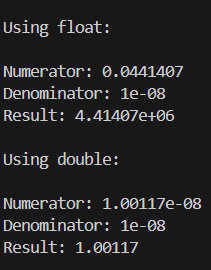 Using float:
Numerator: 0.0441407
Denominator: 1e-08
Result: 4.41407e+06
Using double:
Numerator: 1.00117e-08
Denominator: 1e-08
Result: 1.00117